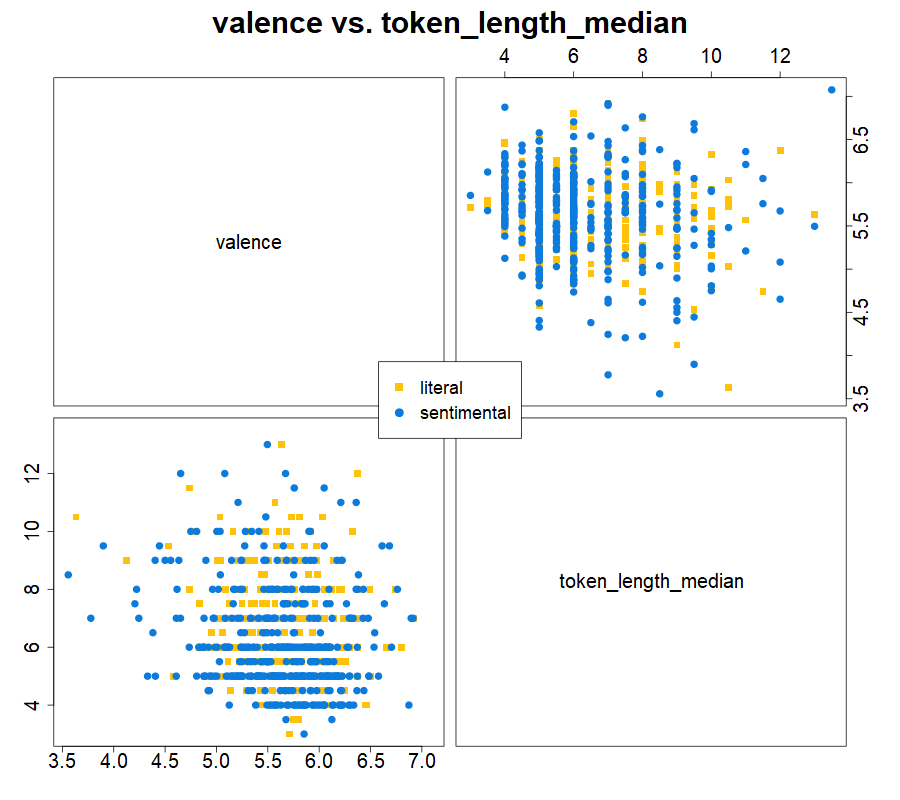 valence vs. token_length_median
4 6 8 10 12
valence
6.5
5.5
4.5
3.5
literal
sentimental
12
10
8
6
4
token_length_median
3.5 4.0 4.5 5.0 5.5 6.0 6.5 7.0